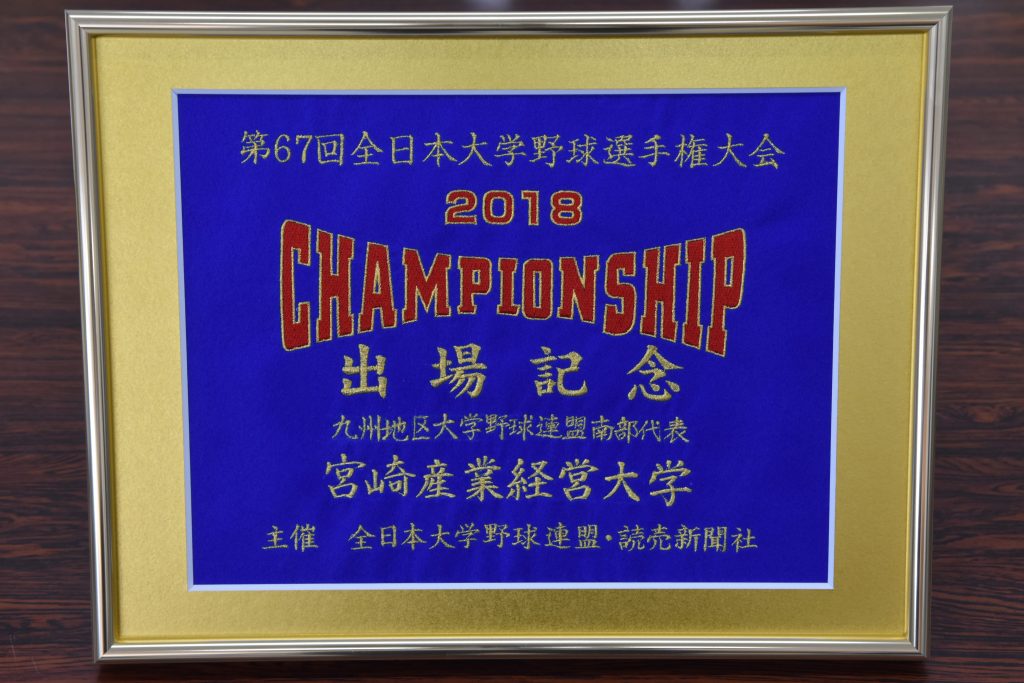 第67回全日本大学野球選手権大会
2018
CHAMPIONSHIP
出場記念
九州地区大学野球連盟南部代表
宮崎産業経営大学
主催　全日本大学野球連盟・読売新聞社